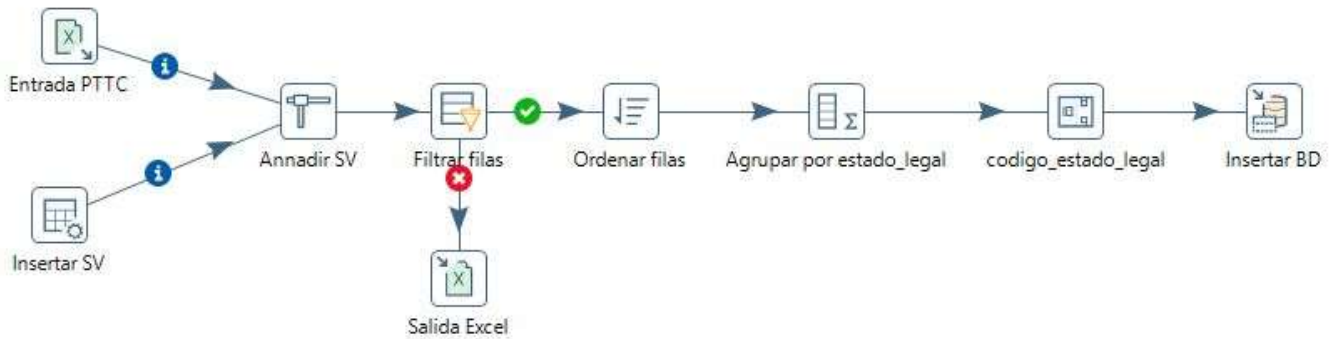 Entrada PTTC
Annadir SV
Filtrar filas
Ordenar filas
Agrupar por estado_legal
codigo_estado_legal
Insertar BD
Insertar SV
Salida Excel